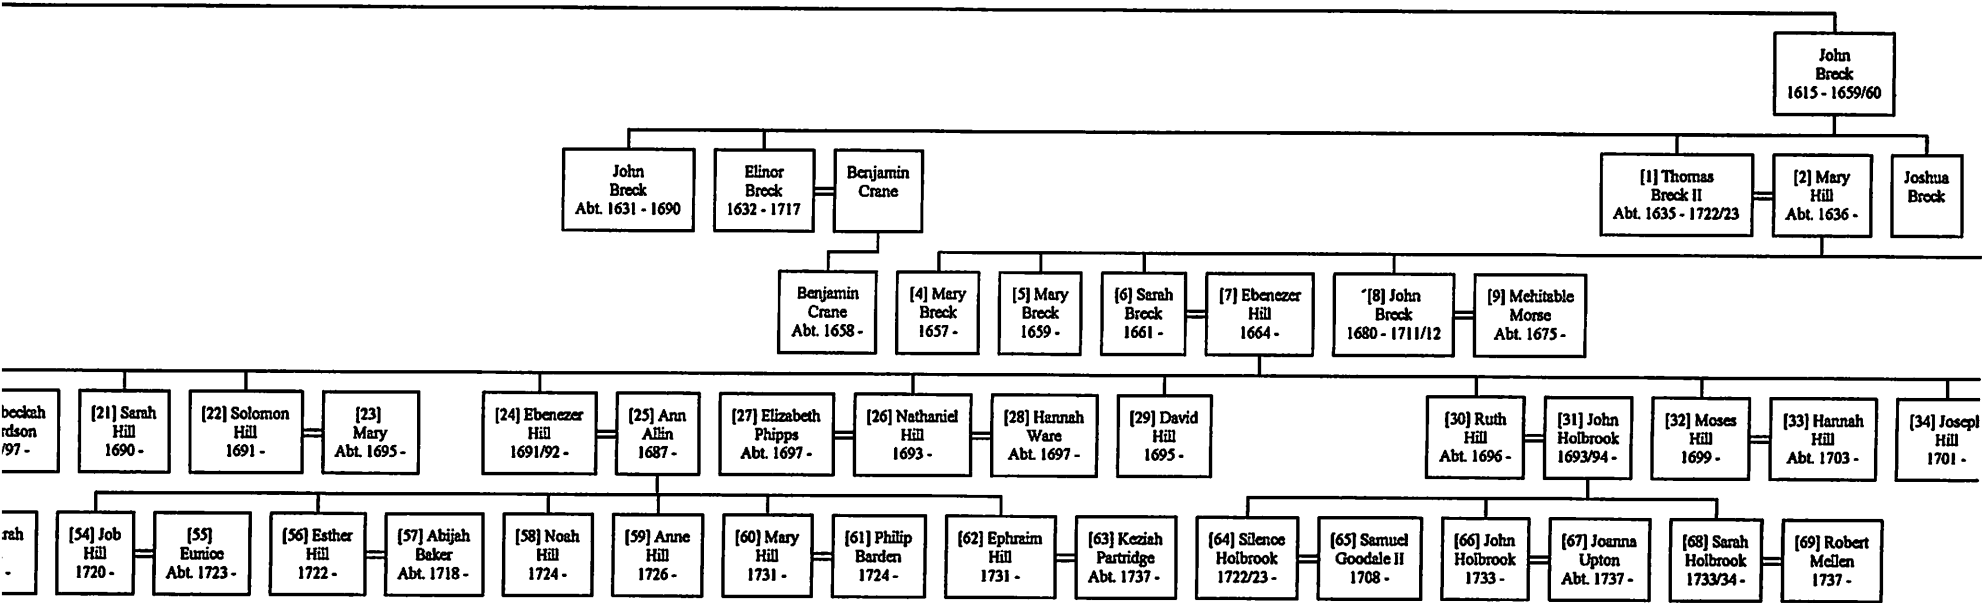 John
Breck
1615 - 1659/60
John
Breck
Abt. 1631 - 1690
Elinor
Breck
1632 - 1717
Benjamin
Crane
[1] Thomas
Breck II
Abt. 1635 - 1722/23
[2] Mary
Hill
Abt. 1636 -
Joshua
Breck
Benjamin
Crane
Abt. 1658 -
[4] Mary
Breck
1657 -
[5] Mary
Breck
1659 -
[6] Sarah
Breck
1661 -
[7] Ebenezer
Hill
1664 -
[8] John
Breck
1680 - 1711/12
[9] Mehitable
Morse
Abt. 1675 -
beckah
rdson
/97 -
[21] Sarah
Hill
1690 -
[22] Solomon
Hill
1691 -
[23]
Mary
Abt. 1695 -
[24] Ebenezer
Hill
1691/92 -
[25] Ann
Allin
1687 -
[27] Elizabeth
Phipps
Abt. 1697 -
[26] Nathaniel
Hill
1693 -
[28] Hannah
Ware
Abt. 1697 -
[29] David
Hill
1695 -
[30] Ruth
Hill
Abt. 1696 -
[31] John
Holbrook
1693/94 -
[32] Moses
Hill
1699 -
[33] Hannah
Hill
Abt. 1703 -
[34] Joseph
Hill
1701 -
rah
-
[54] Job
Hill
1720 -
[55]
Eunice
Abt. 1723 -
[56] Esther
Hill
1722 -
[57] Abijah
Baker
Abt. 1718 -
[58] Noah
Hill
1724 -
[59] Anne
Hill
1726 -
[60] Mary
Hill
1731 -
[61] Philip
Barden
1724 -
[62] Ephraim
Hill
1731 -
[63] Keziah
Partridge
Abt. 1737 -
[64] Silence
Holbrook
1722/23 -
[65] Samuel
Goodale II
1708 -
[66] John
Holbrook
1733 -
[67] Joanna
Upton
Abt. 1737 -
[68] Sarah
Holbrook
1733/34 -
[69] Robert
Mellen
1737 -